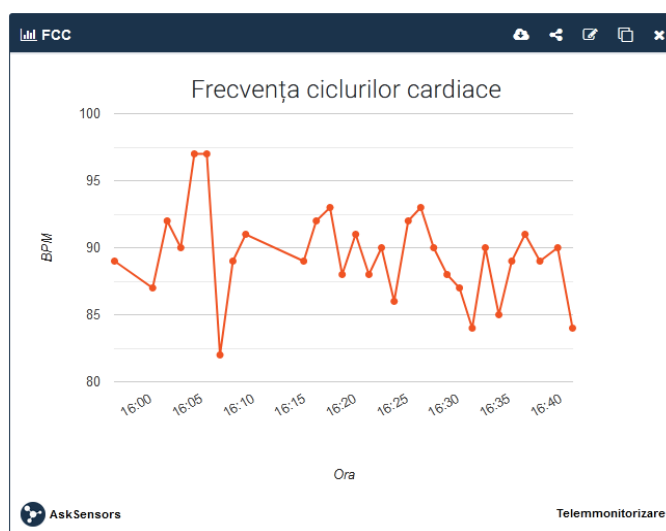 FCC
Frecvența ciclurilor cardiace
100
95
90
85
80
BPM
16:00 16:05 16:10 16:15 16:20 16:25 16:30 16:35 16:40
Ora
AskSensors
Telemmonitorizare